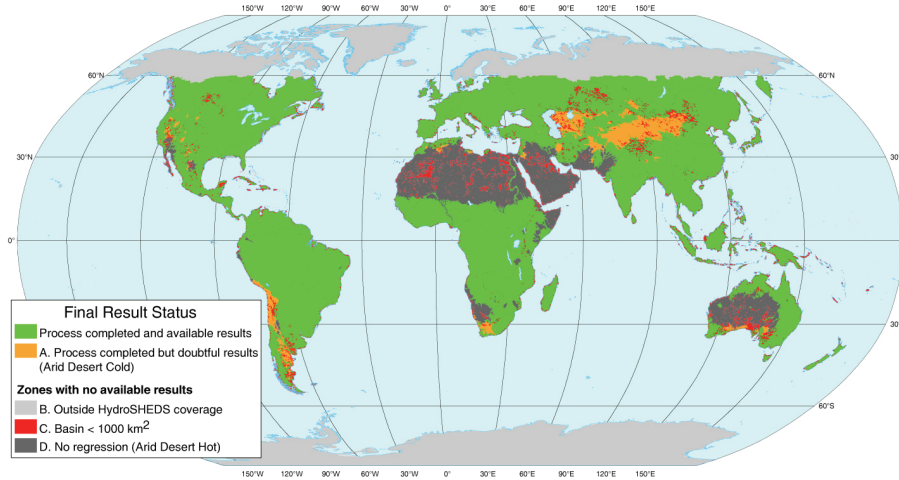 150°W 120°W 90°W 60°W 30°W 0° 30°E 60°E 90°E 120°E 150°E
60°N 60°N
30°N 30°N
0° 0°
Final Result Status
Process completed and available results
A. Process completed but doubtful results
(Arid Desert Cold)
Zones with no available results
B. Outside HydroSHEDS coverage
C. Basin < 1000 km²
D. No regression (Arid Desert Hot)
30° 30°S
60°S
150°W 120°W 90°W 60°W 30°W 0° 30°E 60°E 90°E 120°E 150°E